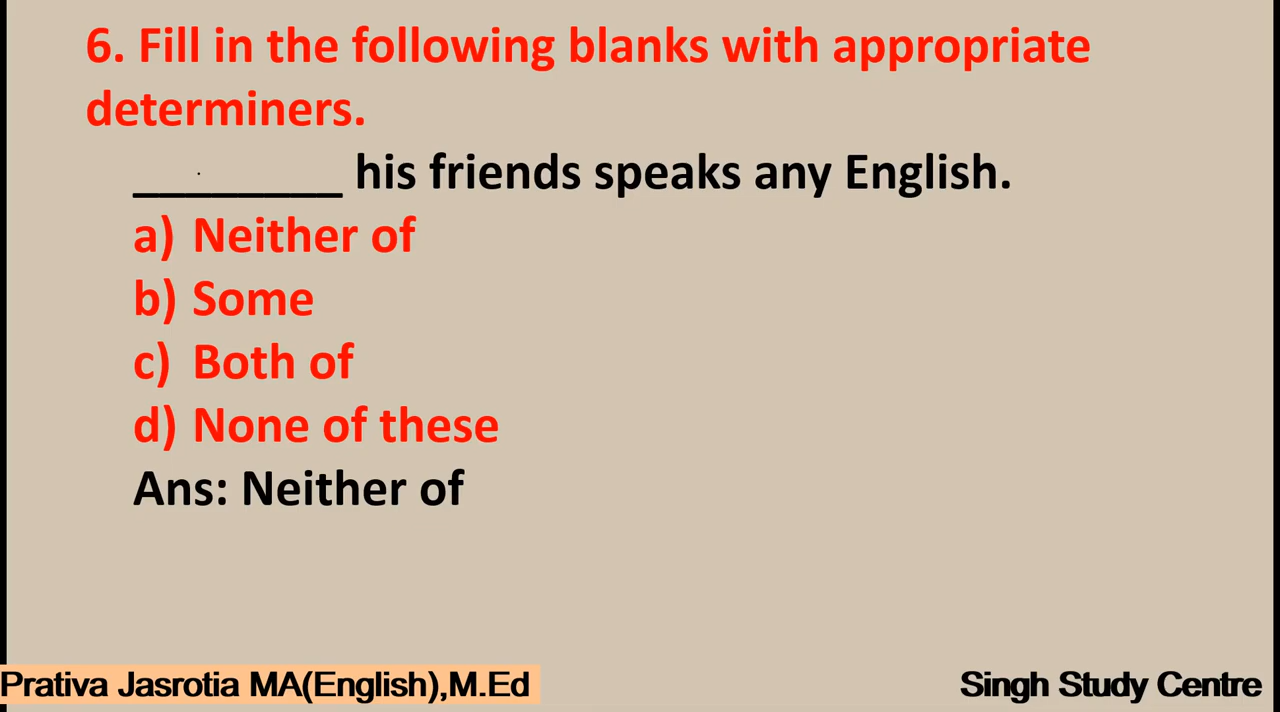 6. Fill in the following blanks with appropriate
determiners.
________ his friends speaks any English.
a) Neither of
b) Some
c) Both of
d) None of these
Ans: Neither of
Prativa Jasrotia MA(English),M.Ed
Singh Study Centre